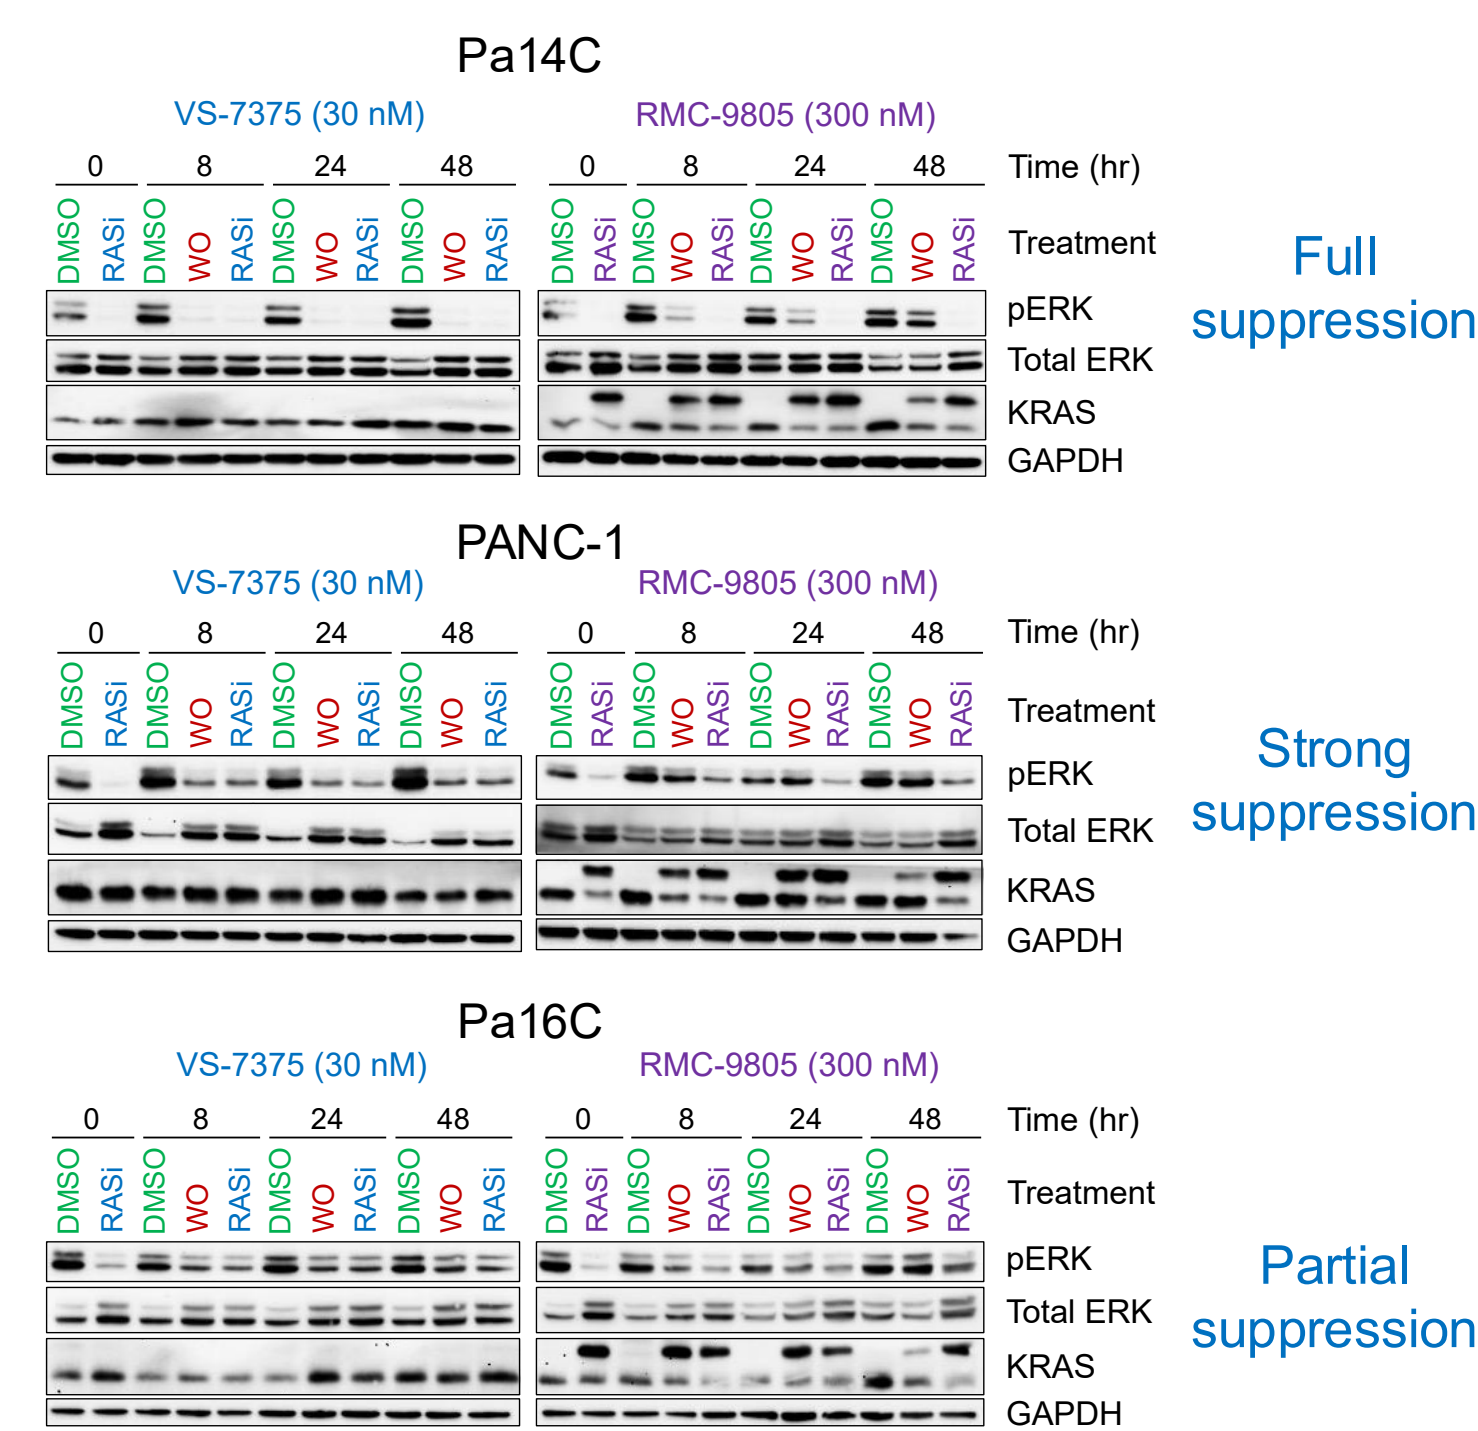 Pa14C
VS-7375 (30 nM) RMC-9805 (300 nM)
0 8 24 48 0 8 24 48 Time (hr)
DMSO RASi DMSO WO RASi DMSO WO RASi DMSO WO RASi DMSO RASi DMSO WO RASi DMSO WO RASi DMSO WO RASi Treatment
Full
suppression
pERK
Total ERK
KRAS
GAPDH
PANC-1
VS-7375 (30 nM) RMC-9805 (300 nM)
0 8 24 48 0 8 24 48 Time (hr)
DMSO RASi DMSO WO RASi DMSO WO RASi DMSO WO RASi DMSO RASi DMSO WO RASi DMSO WO RASi DMSO WO RASi Treatment
Strong
suppression
pERK
Total ERK
KRAS
GAPDH
Pa16C
VS-7375 (30 nM) RMC-9805 (300 nM)
0 8 24 48 0 8 24 48 Time (hr)
DMSO RASi DMSO WO RASi DMSO WO RASi DMSO WO RASi DMSO RASi DMSO WO RASi DMSO WO RASi DMSO WO RASi Treatment
Partial
suppression
pERK
Total ERK
KRAS
GAPDH